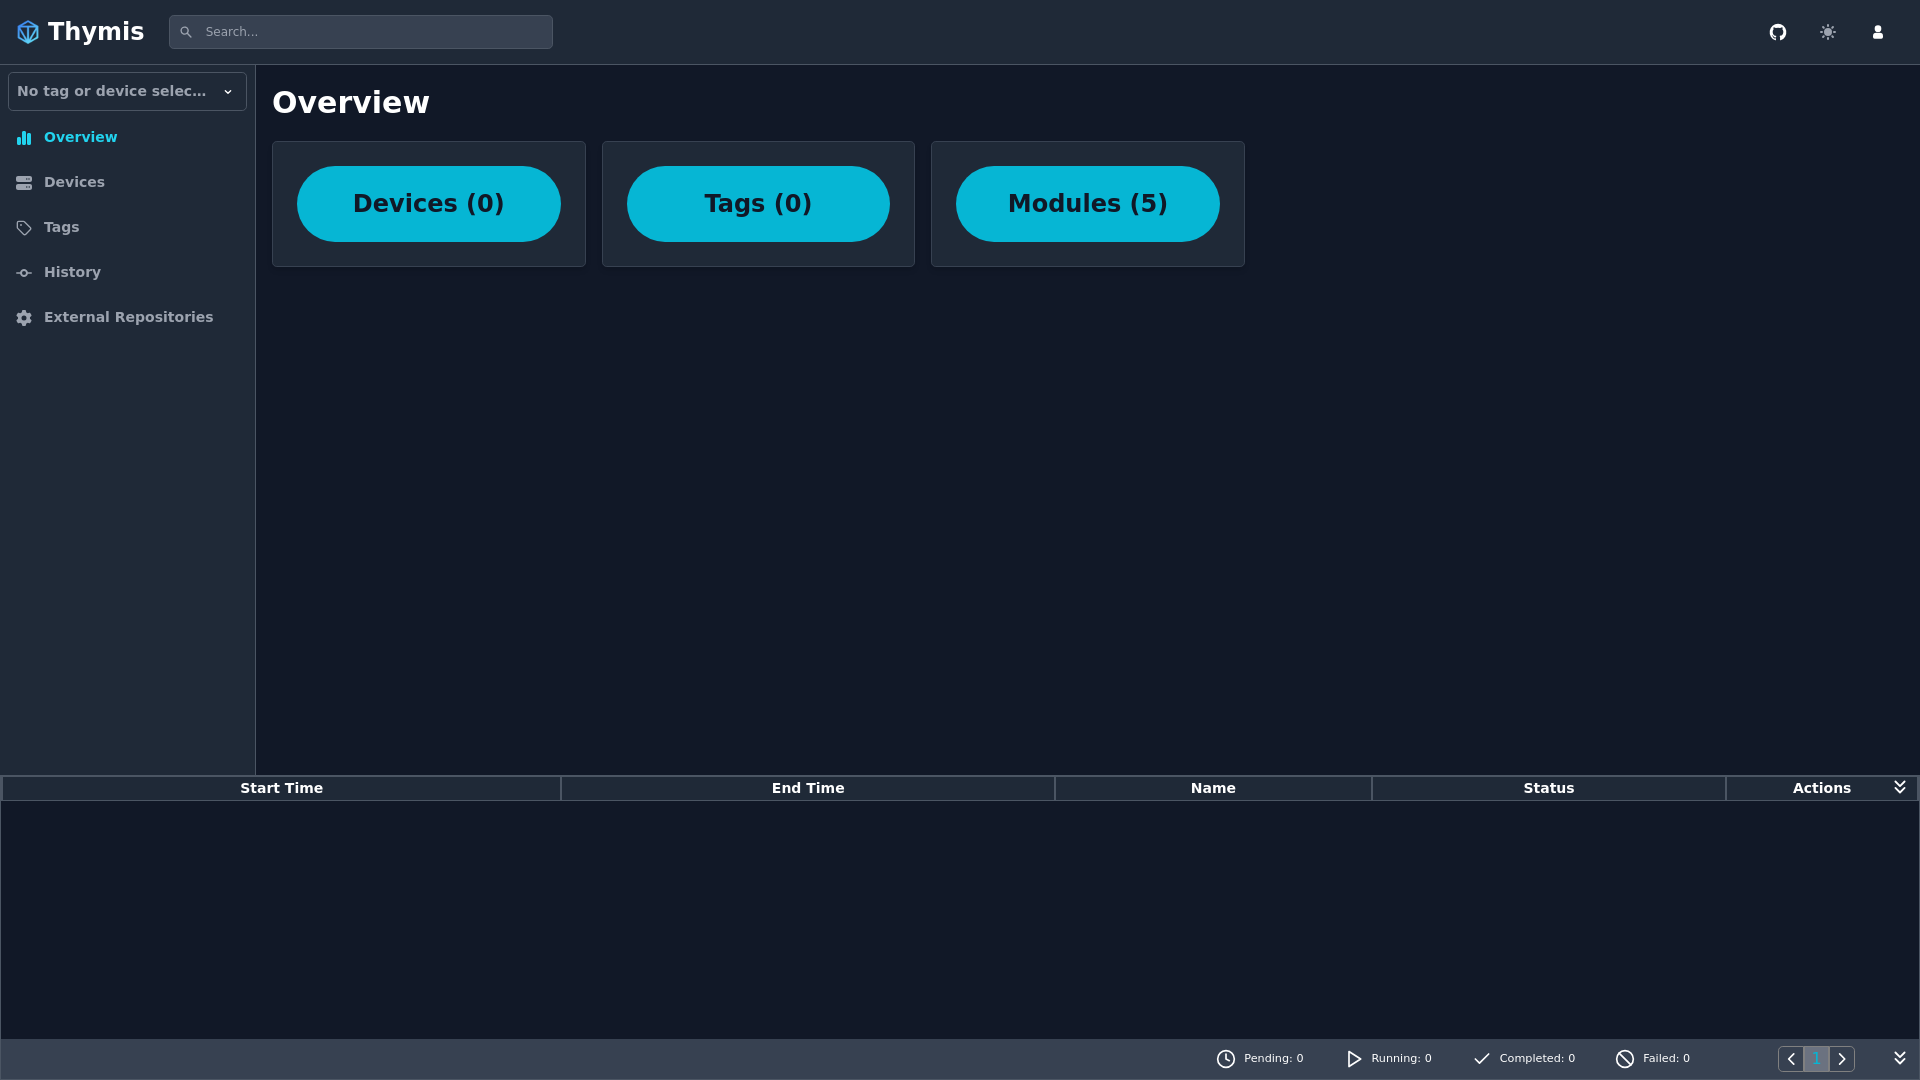 Thymis
Search...
No tag or device selec...
Overview
Devices
Tags
History
External Repositories
Overview
Devices (0)
Tags (0)
Modules (5)
Start Time
End Time
Name
Status
Actions
Pending: 0
Running: 0
Completed: 0
Failed: 0
1